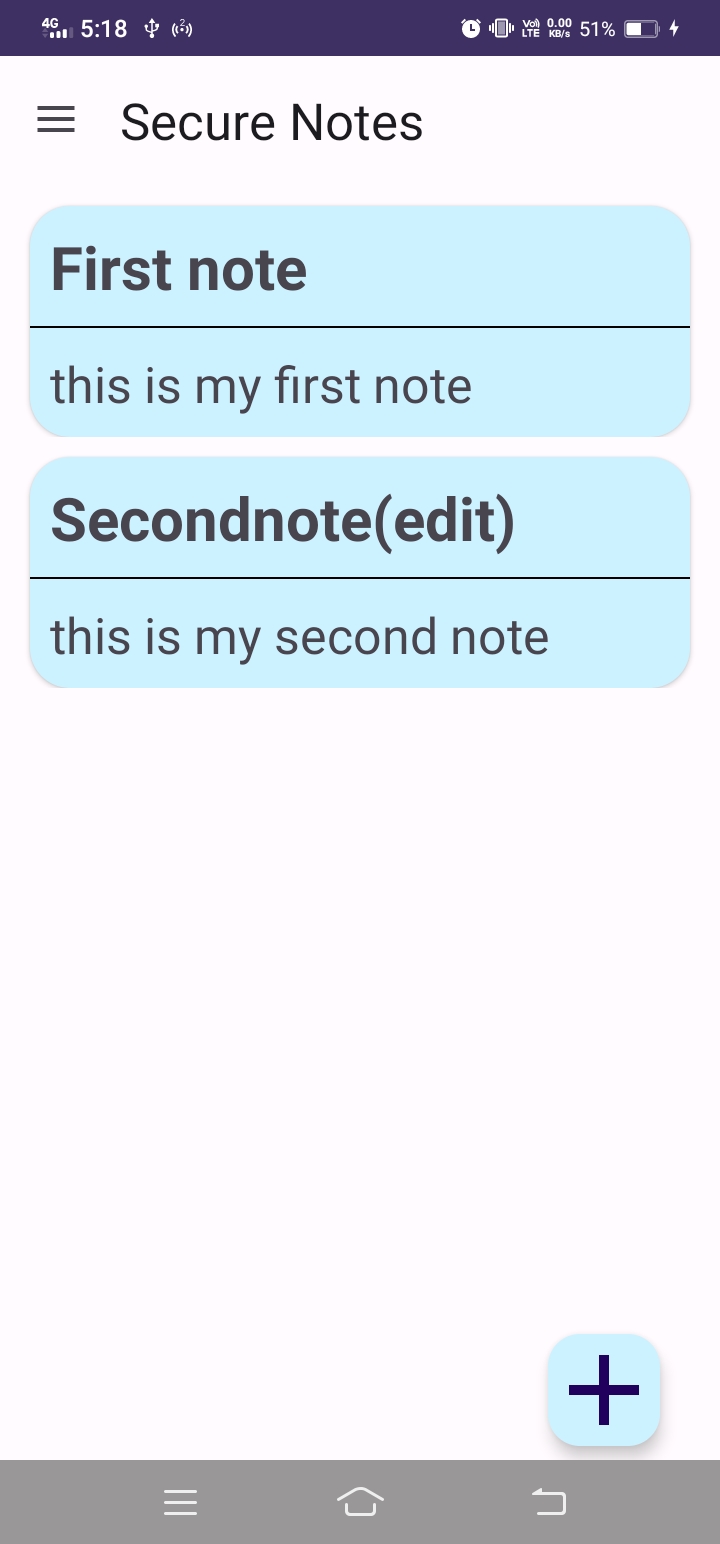 4G 5:18 2 Vo) LTE 0.00 KB/s 51%
Secure Notes
First note
this is my first note
Secondnote(edit)
this is my second note